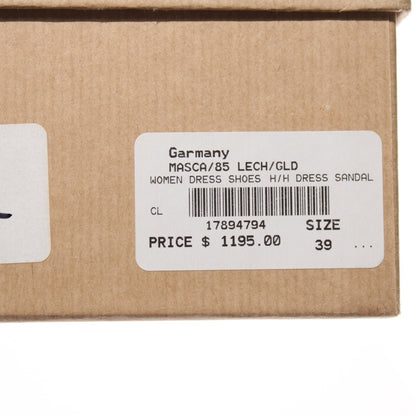 Garmany
MASCA/85 LECH/GLD
WOMEN DRESS SHOES H/H DRESS SANDAL
CL
17894794 SIZE
PRICE $ 1195.00 39 ...